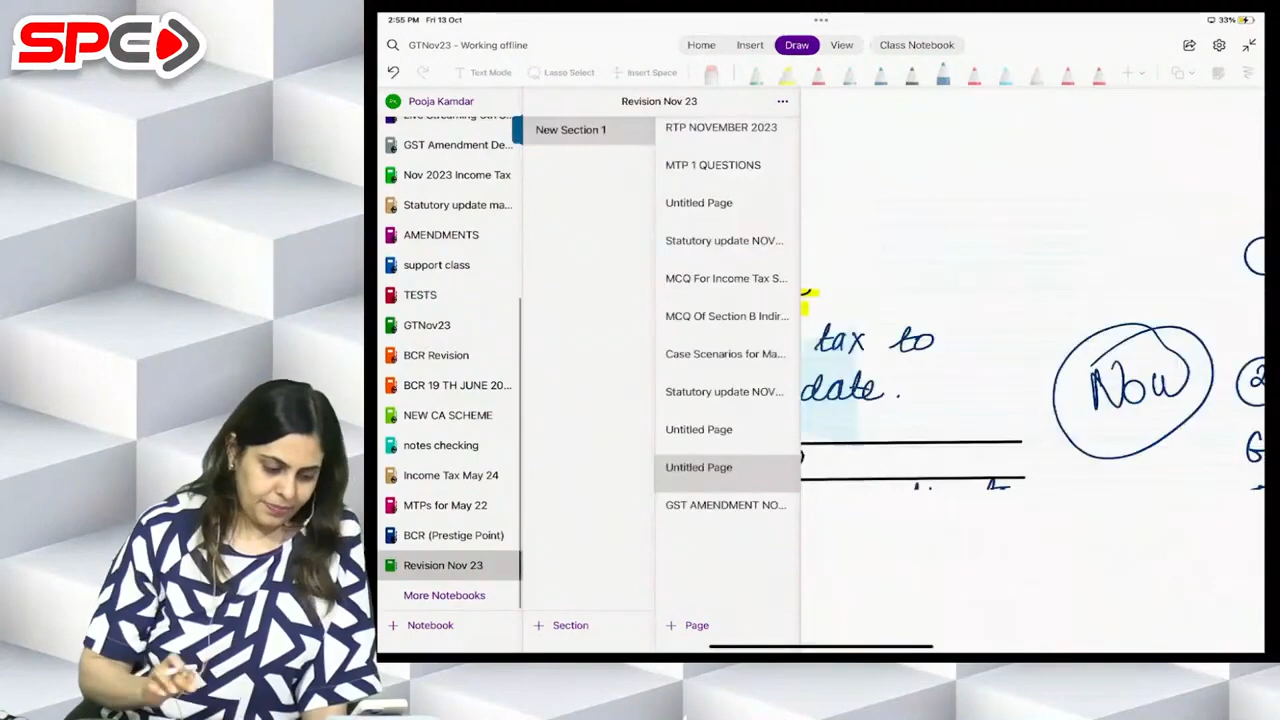 SPC
2:55 PM Fri 13 Oct
33%
GTNov23 - Working offline
Home
Insert
Draw
View
Class Notebook
Text Mode
Lasso Select
Insert Space
Pooja Kamdar
GST Amendment De...
Nov 2023 Income Tax
Statutory update ma...
AMENDMENTS
support class
TESTS
GTNov23
BCR Revision
BCR 19 TH JUNE 20...
NEW CA SCHEME
notes checking
Income Tax May 24
MTPs for May 22
BCR (Prestige Point)
Revision Nov 23
More Notebooks
+ Notebook
New Section 1
+ Section
Revision Nov 23
RTP NOVEMBER 2023
MTP 1 QUESTIONS
Untitled Page
Statutory update NOV...
MCQ For Income Tax S...
MCQ Of Section B Indir...
Case Scenarios for Ma...
Statutory update NOV...
Untitled Page
Untitled Page
GST AMENDMENT NO...
+ Page
tax to
date.
Now